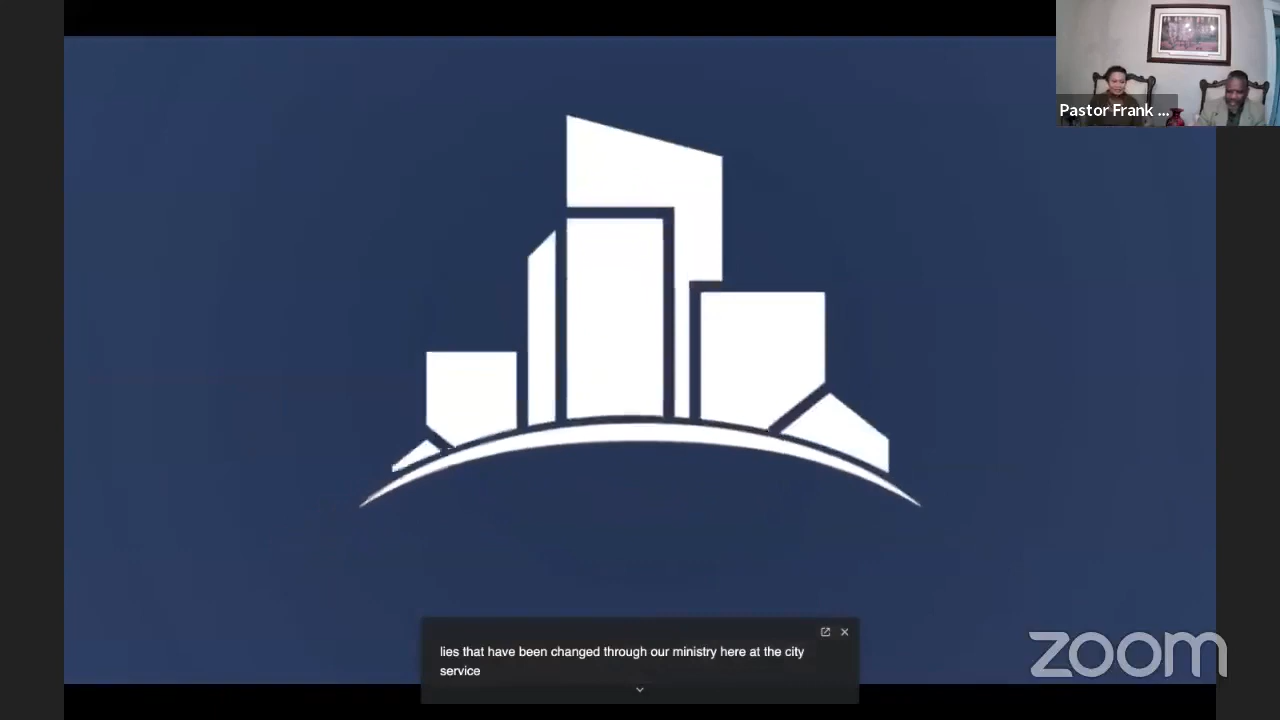 Pastor Frank ...
lies that have been changed through our ministry here at the city
service
zoom